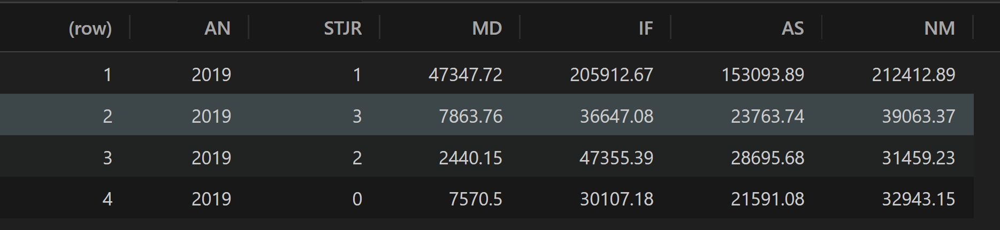 (row) AN STJR MD IF AS NM
1 2019 1 47347.72 205912.67 153093.89 212412.89
2 2019 3 7863.76 36647.08 23763.74 39063.37
3 2019 2 2440.15 47355.39 28695.68 31459.23
4 2019 0 7570.5 30107.18 21591.08 32943.15